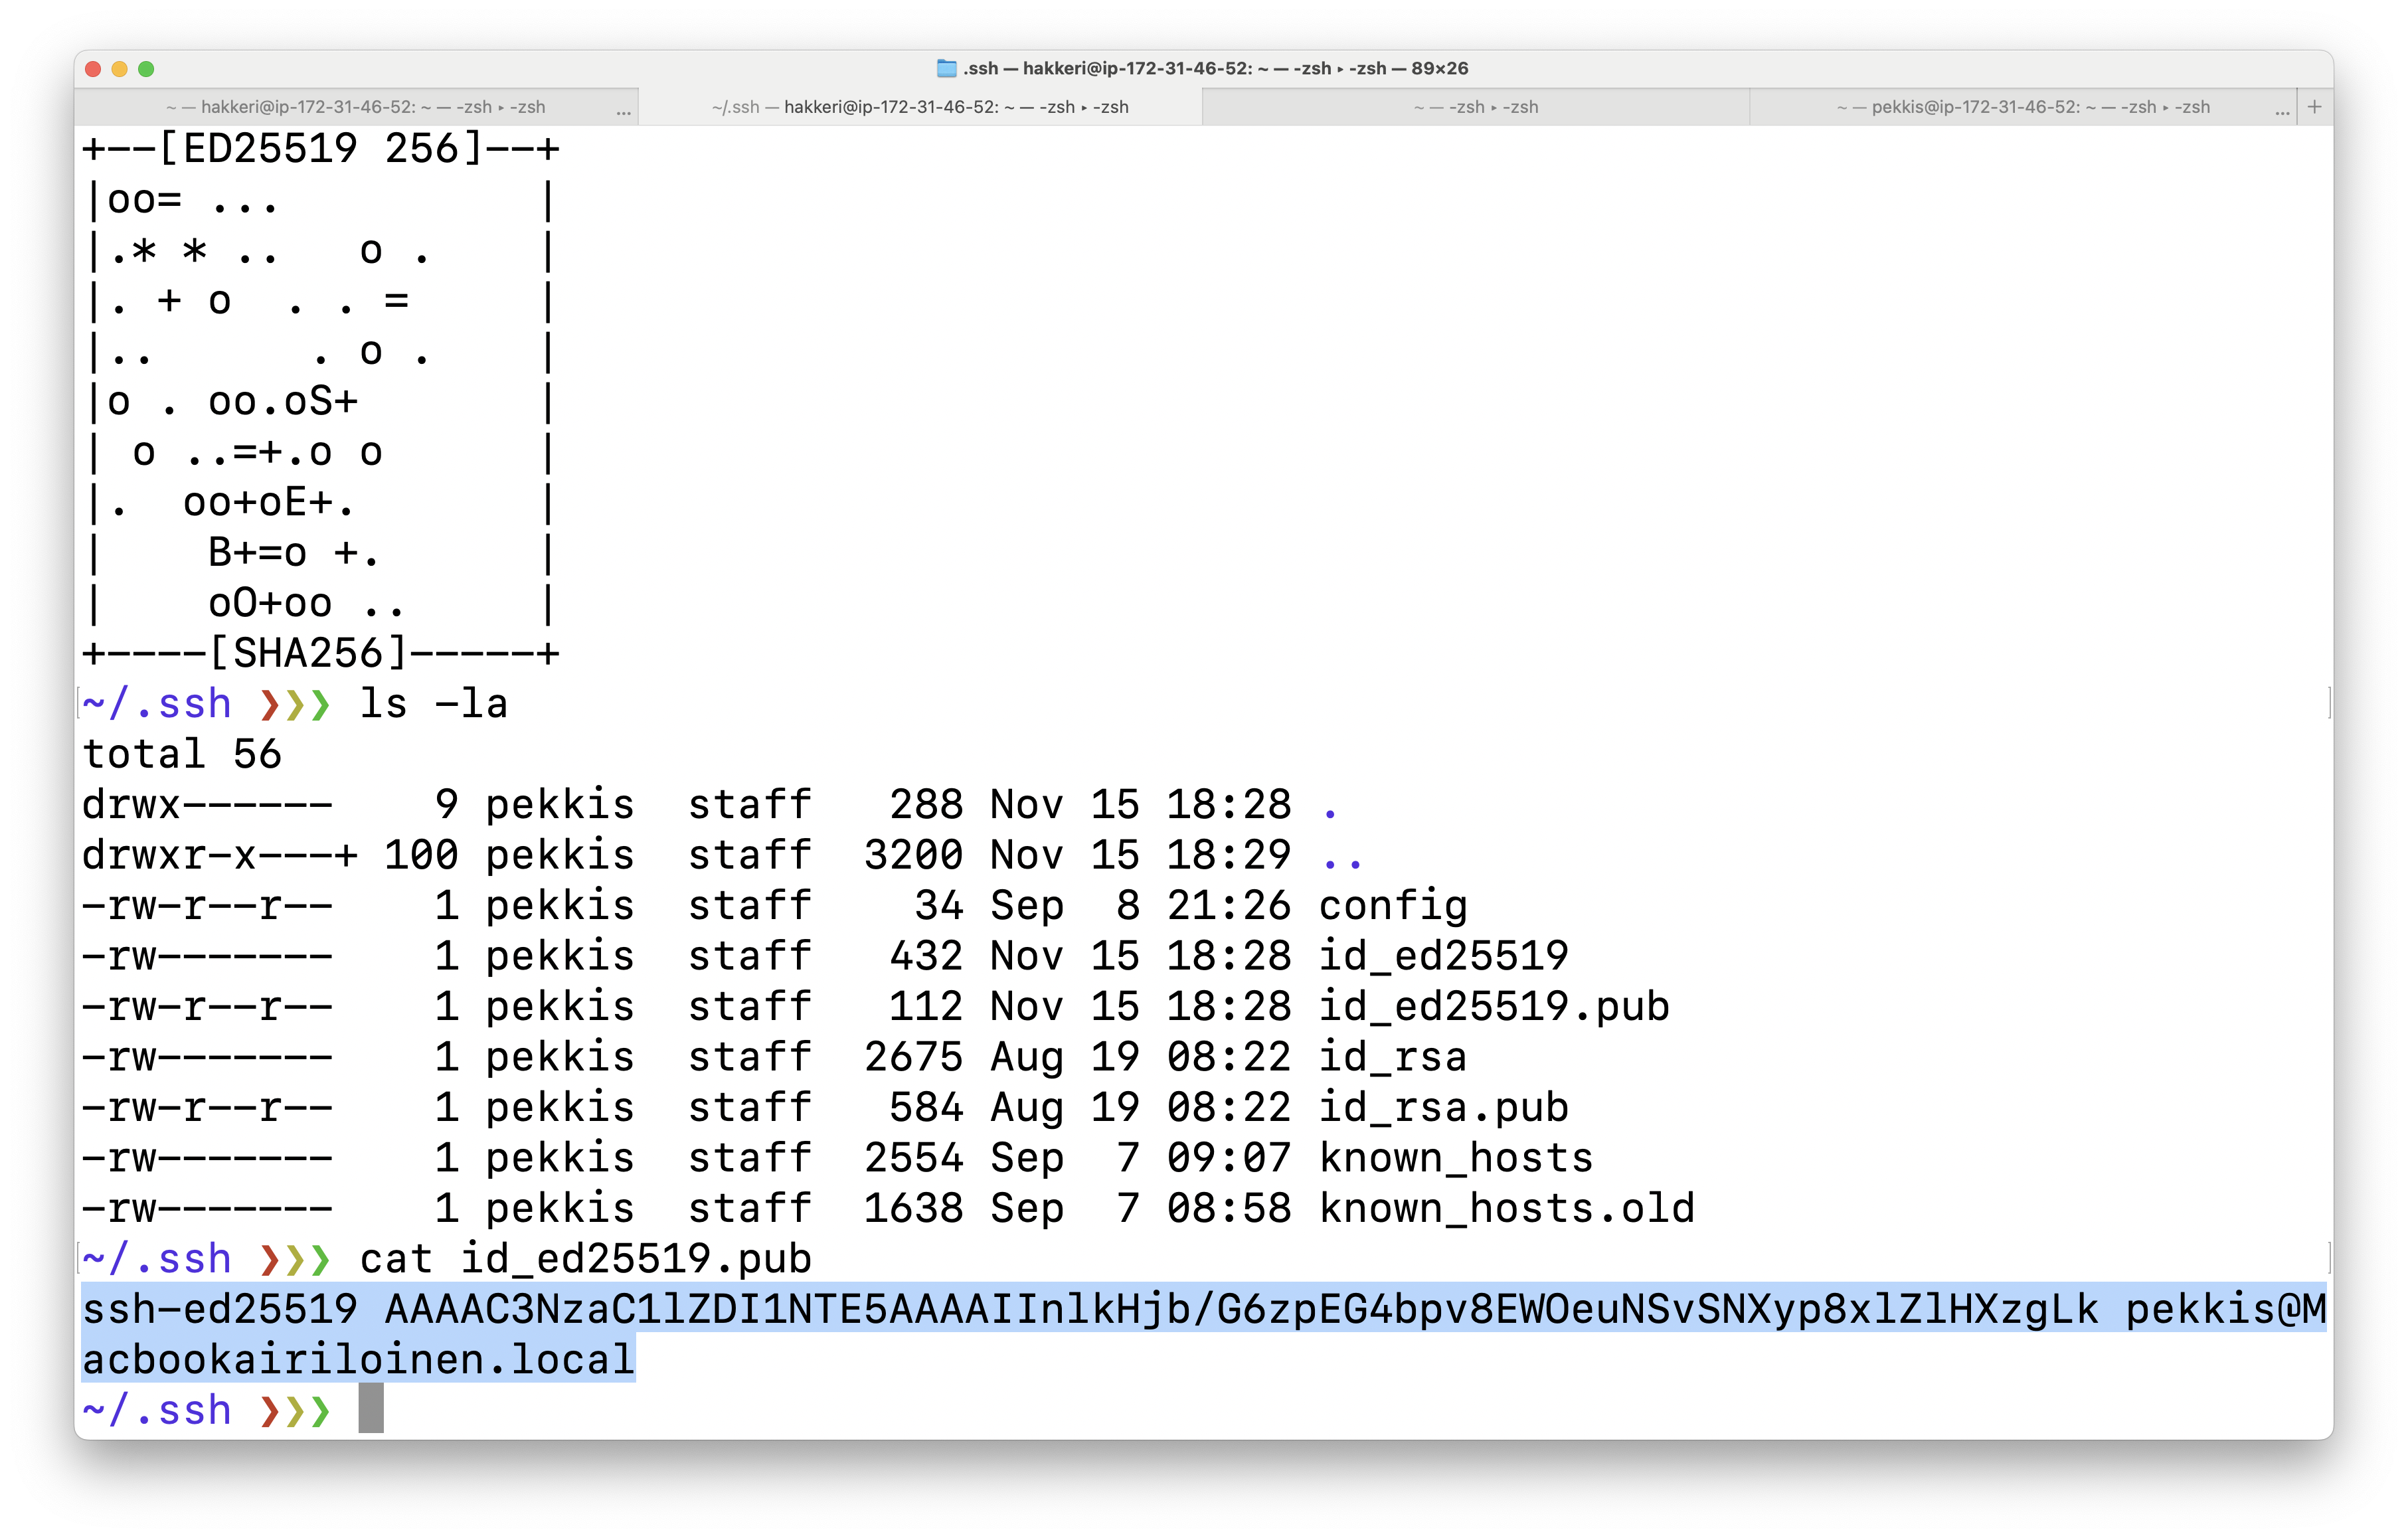 .ssh — hakkeri@ip-172-31-46-52: ~ — -zsh ▸ -zsh — 89×26
~ — hakkeri@ip-172-31-46-52: ~ — -zsh ▸ -zsh ...
~/.ssh — hakkeri@ip-172-31-46-52: ~ — -zsh ▸ -zsh
~ — -zsh ▸ -zsh
~ — pekkis@ip-172-31-46-52: ~ — -zsh ▸ -zsh ... +
+--[ED25519 256]--+
|oo= ...          |
|.* * ..   o .    |
|. + o  . . =     |
|..      . o .    |
|o . oo.oS+       |
| o ..=+.o o      |
|.  oo+oE+.       |
|    B+=o +.      |
|    oO+oo ..     |
+----[SHA256]-----+
~/.ssh ❯❯❯ ls -la
total 56
drwx------    9 pekkis  staff   288 Nov 15 18:28 .
drwxr-x---+ 100 pekkis  staff  3200 Nov 15 18:29 ..
-rw-r--r--    1 pekkis  staff    34 Sep  8 21:26 config
-rw-------    1 pekkis  staff   432 Nov 15 18:28 id_ed25519
-rw-r--r--    1 pekkis  staff   112 Nov 15 18:28 id_ed25519.pub
-rw-------    1 pekkis  staff  2675 Aug 19 08:22 id_rsa
-rw-r--r--    1 pekkis  staff   584 Aug 19 08:22 id_rsa.pub
-rw-------    1 pekkis  staff  2554 Sep  7 09:07 known_hosts
-rw-------    1 pekkis  staff  1638 Sep  7 08:58 known_hosts.old
~/.ssh ❯❯❯ cat id_ed25519.pub
ssh-ed25519 AAAAC3NzaC1lZDI1NTE5AAAAIInlkHjb/G6zpEG4bpv8EWOeuNSvSNXyp8xlZlHXzgLk pekkis@M
acbookairiloinen.local
~/.ssh ❯❯❯